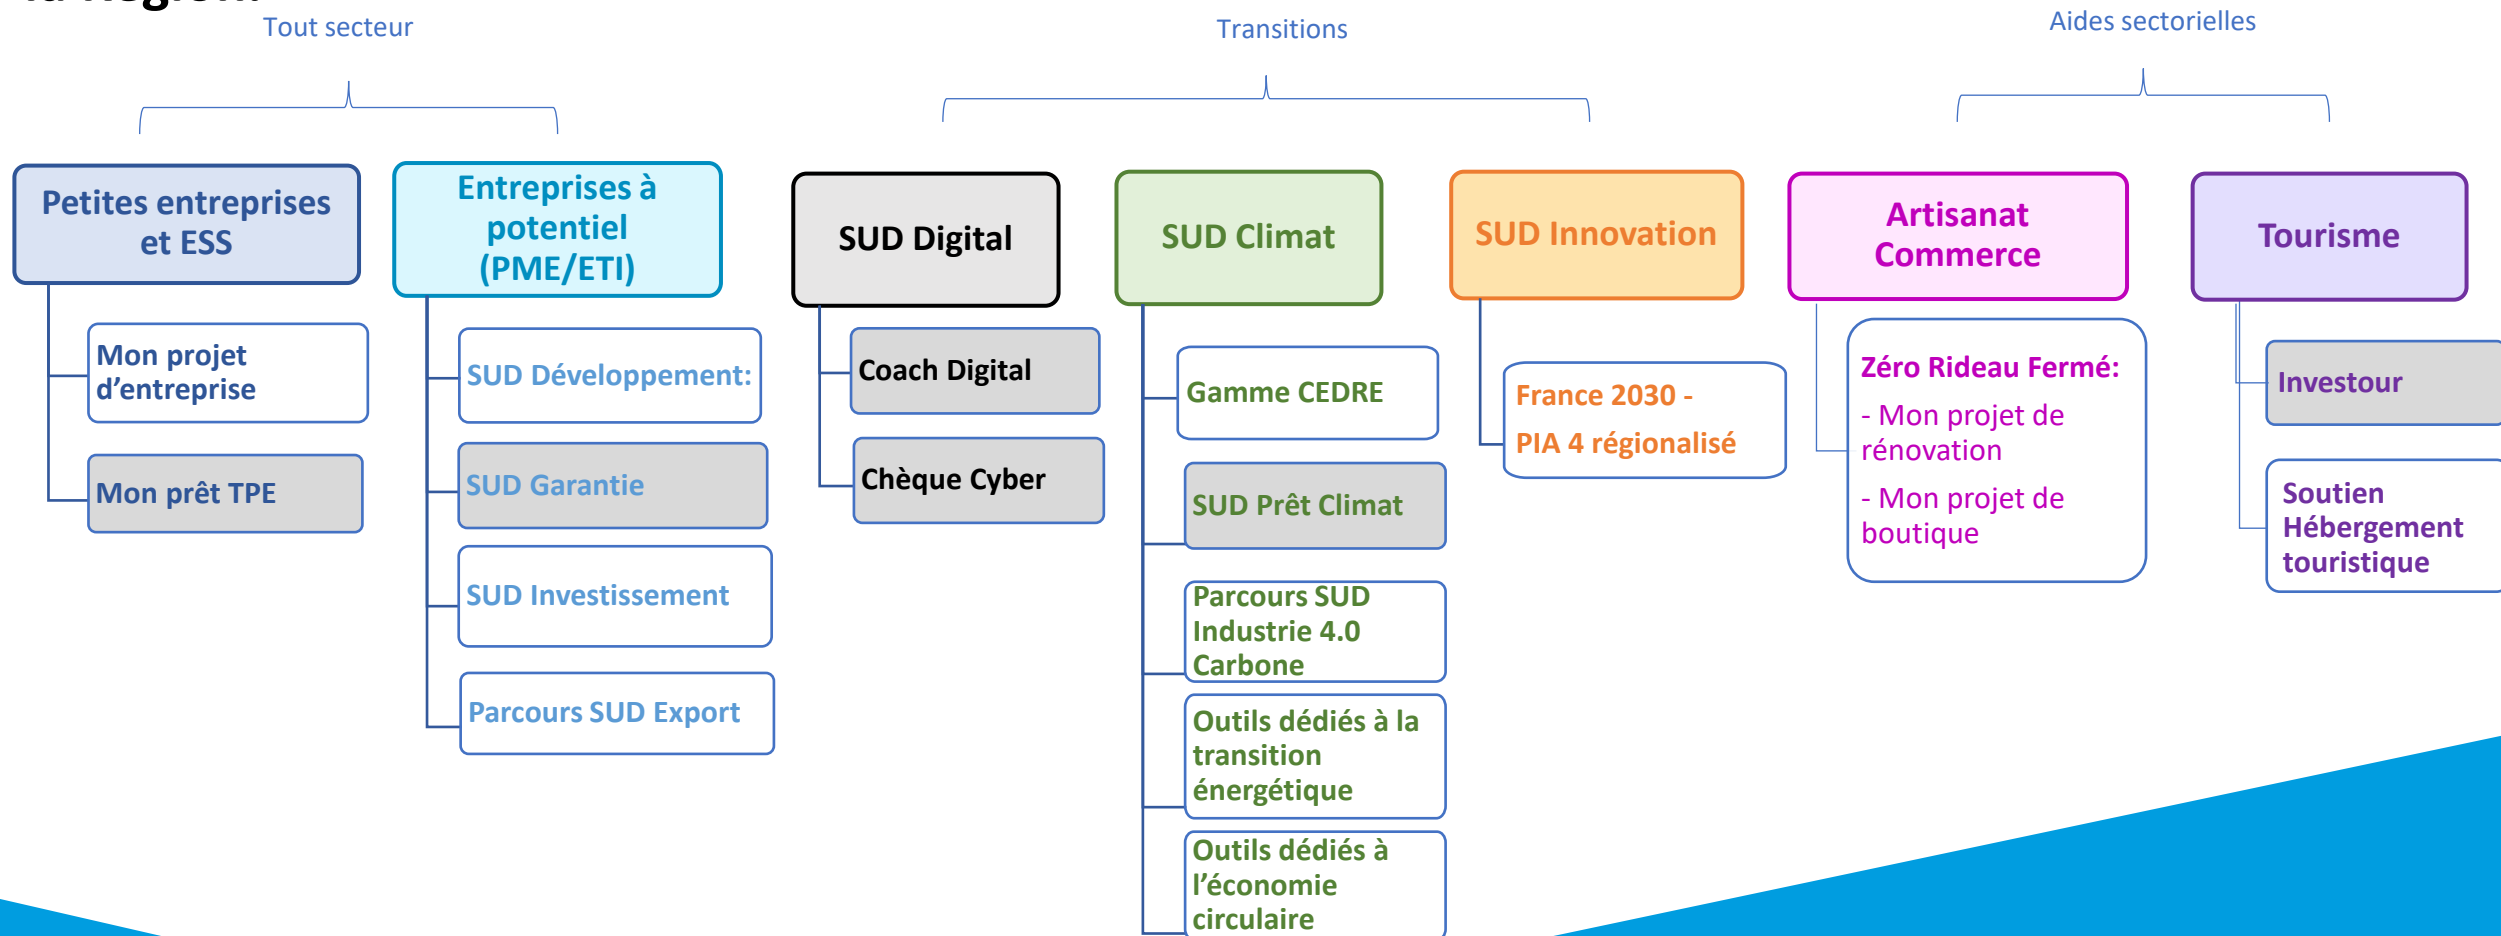 la Région:
Tout secteur
Transitions
Aides sectorielles
Petites entreprises
et ESS
Mon projet
d’entreprise
Mon prêt TPE
Entreprises à
potentiel
(PME/ETI)
SUD Développement:
SUD Garantie
SUD Investissement
Parcours SUD Export
SUD Digital
Coach Digital
Chèque Cyber
SUD Climat
Gamme CEDRE
SUD Prêt Climat
Parcours SUD
Industrie 4.0
Carbone
Outils dédiés à la
transition
énergétique
Outils dédiés à
l’économie
circulaire
SUD Innovation
France 2030 -
PIA 4 régionalisé
Artisanat
Commerce
Zéro Rideau Fermé:
- Mon projet de
rénovation
- Mon projet de
boutique
Tourisme
Investour
Soutien
Hébergement
touristique